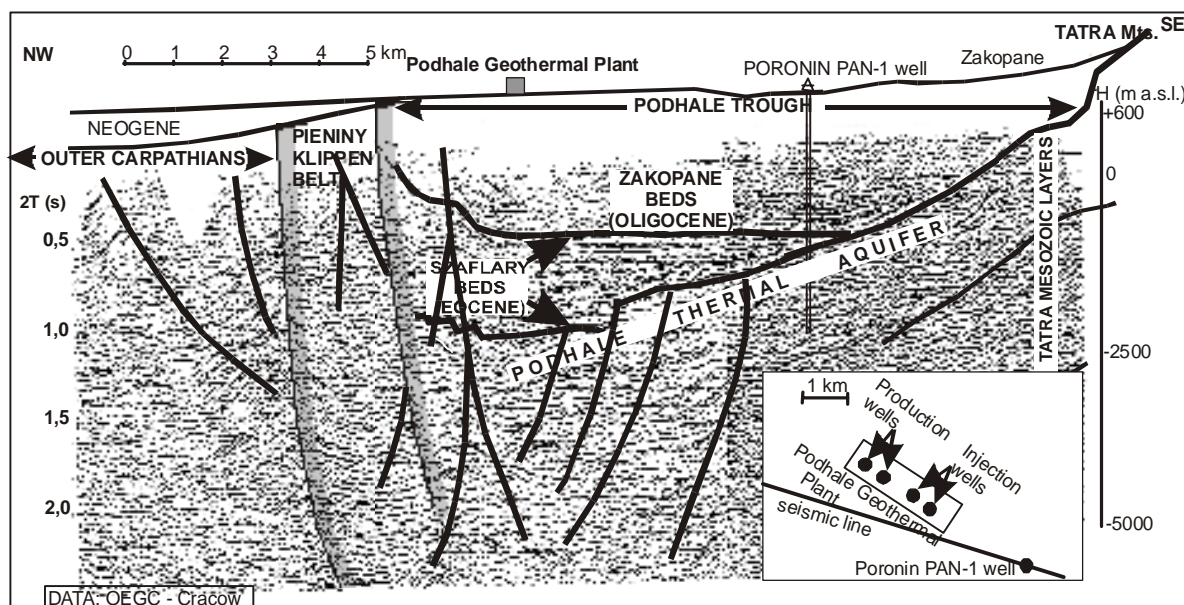 NW
0 1 2 3 4 5 km
Podhale Geothermal Plant
PORONIN PAN-1 well
Zakopane
TATRA Mts.
SE
H (m a.s.l.)
+600
PODHALE TROUGH
NEOGENE
OUTER CARPATHIANS
PIENINY
KLIPPEN
BELT
ZAKOPANE
BEDS
(OLIGOCENE)
SZAFLARY
BEDS
(EOCENE)
PODHALE THERMAL AQUIFER
TATRA MESOZOIC LAYERS
2T (s)
0,5
1,0
1,5
2,0
0
-2500
-5000
1 km
Production
wells
Injection
wells
Podhale Geothermal
Plant
seismic line
Poronin PAN-1 well
DATA: OEGC - Cracow